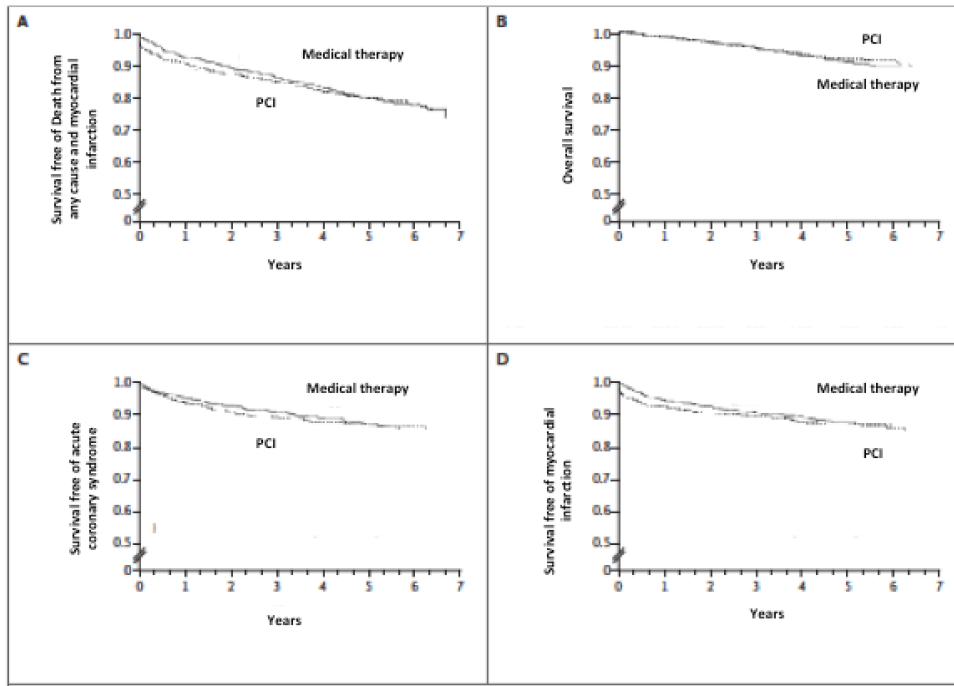 A
Survival free of Death from
any cause and myocardial
infarction
1.0
0.9
0.8
0.7
0.6
0.5
0
Medical therapy
PCI
0 1 2 3 4 5 6 7
Years
B
Overall survival
1.0
0.9
0.8
0.7
0.6
0.5
0
PCI
Medical therapy
0 1 2 3 4 5 6 7
Years
C
Survival free of acute
coronary syndrome
1.0
0.9
0.8
0.7
0.6
0.5
0
Medical therapy
PCI
0 1 2 3 4 5 6 7
Years
D
Survival free of myocardial
infarction
1.0
0.9
0.8
0.7
0.6
0.5
0
Medical therapy
PCI
0 1 2 3 4 5 6 7
Years